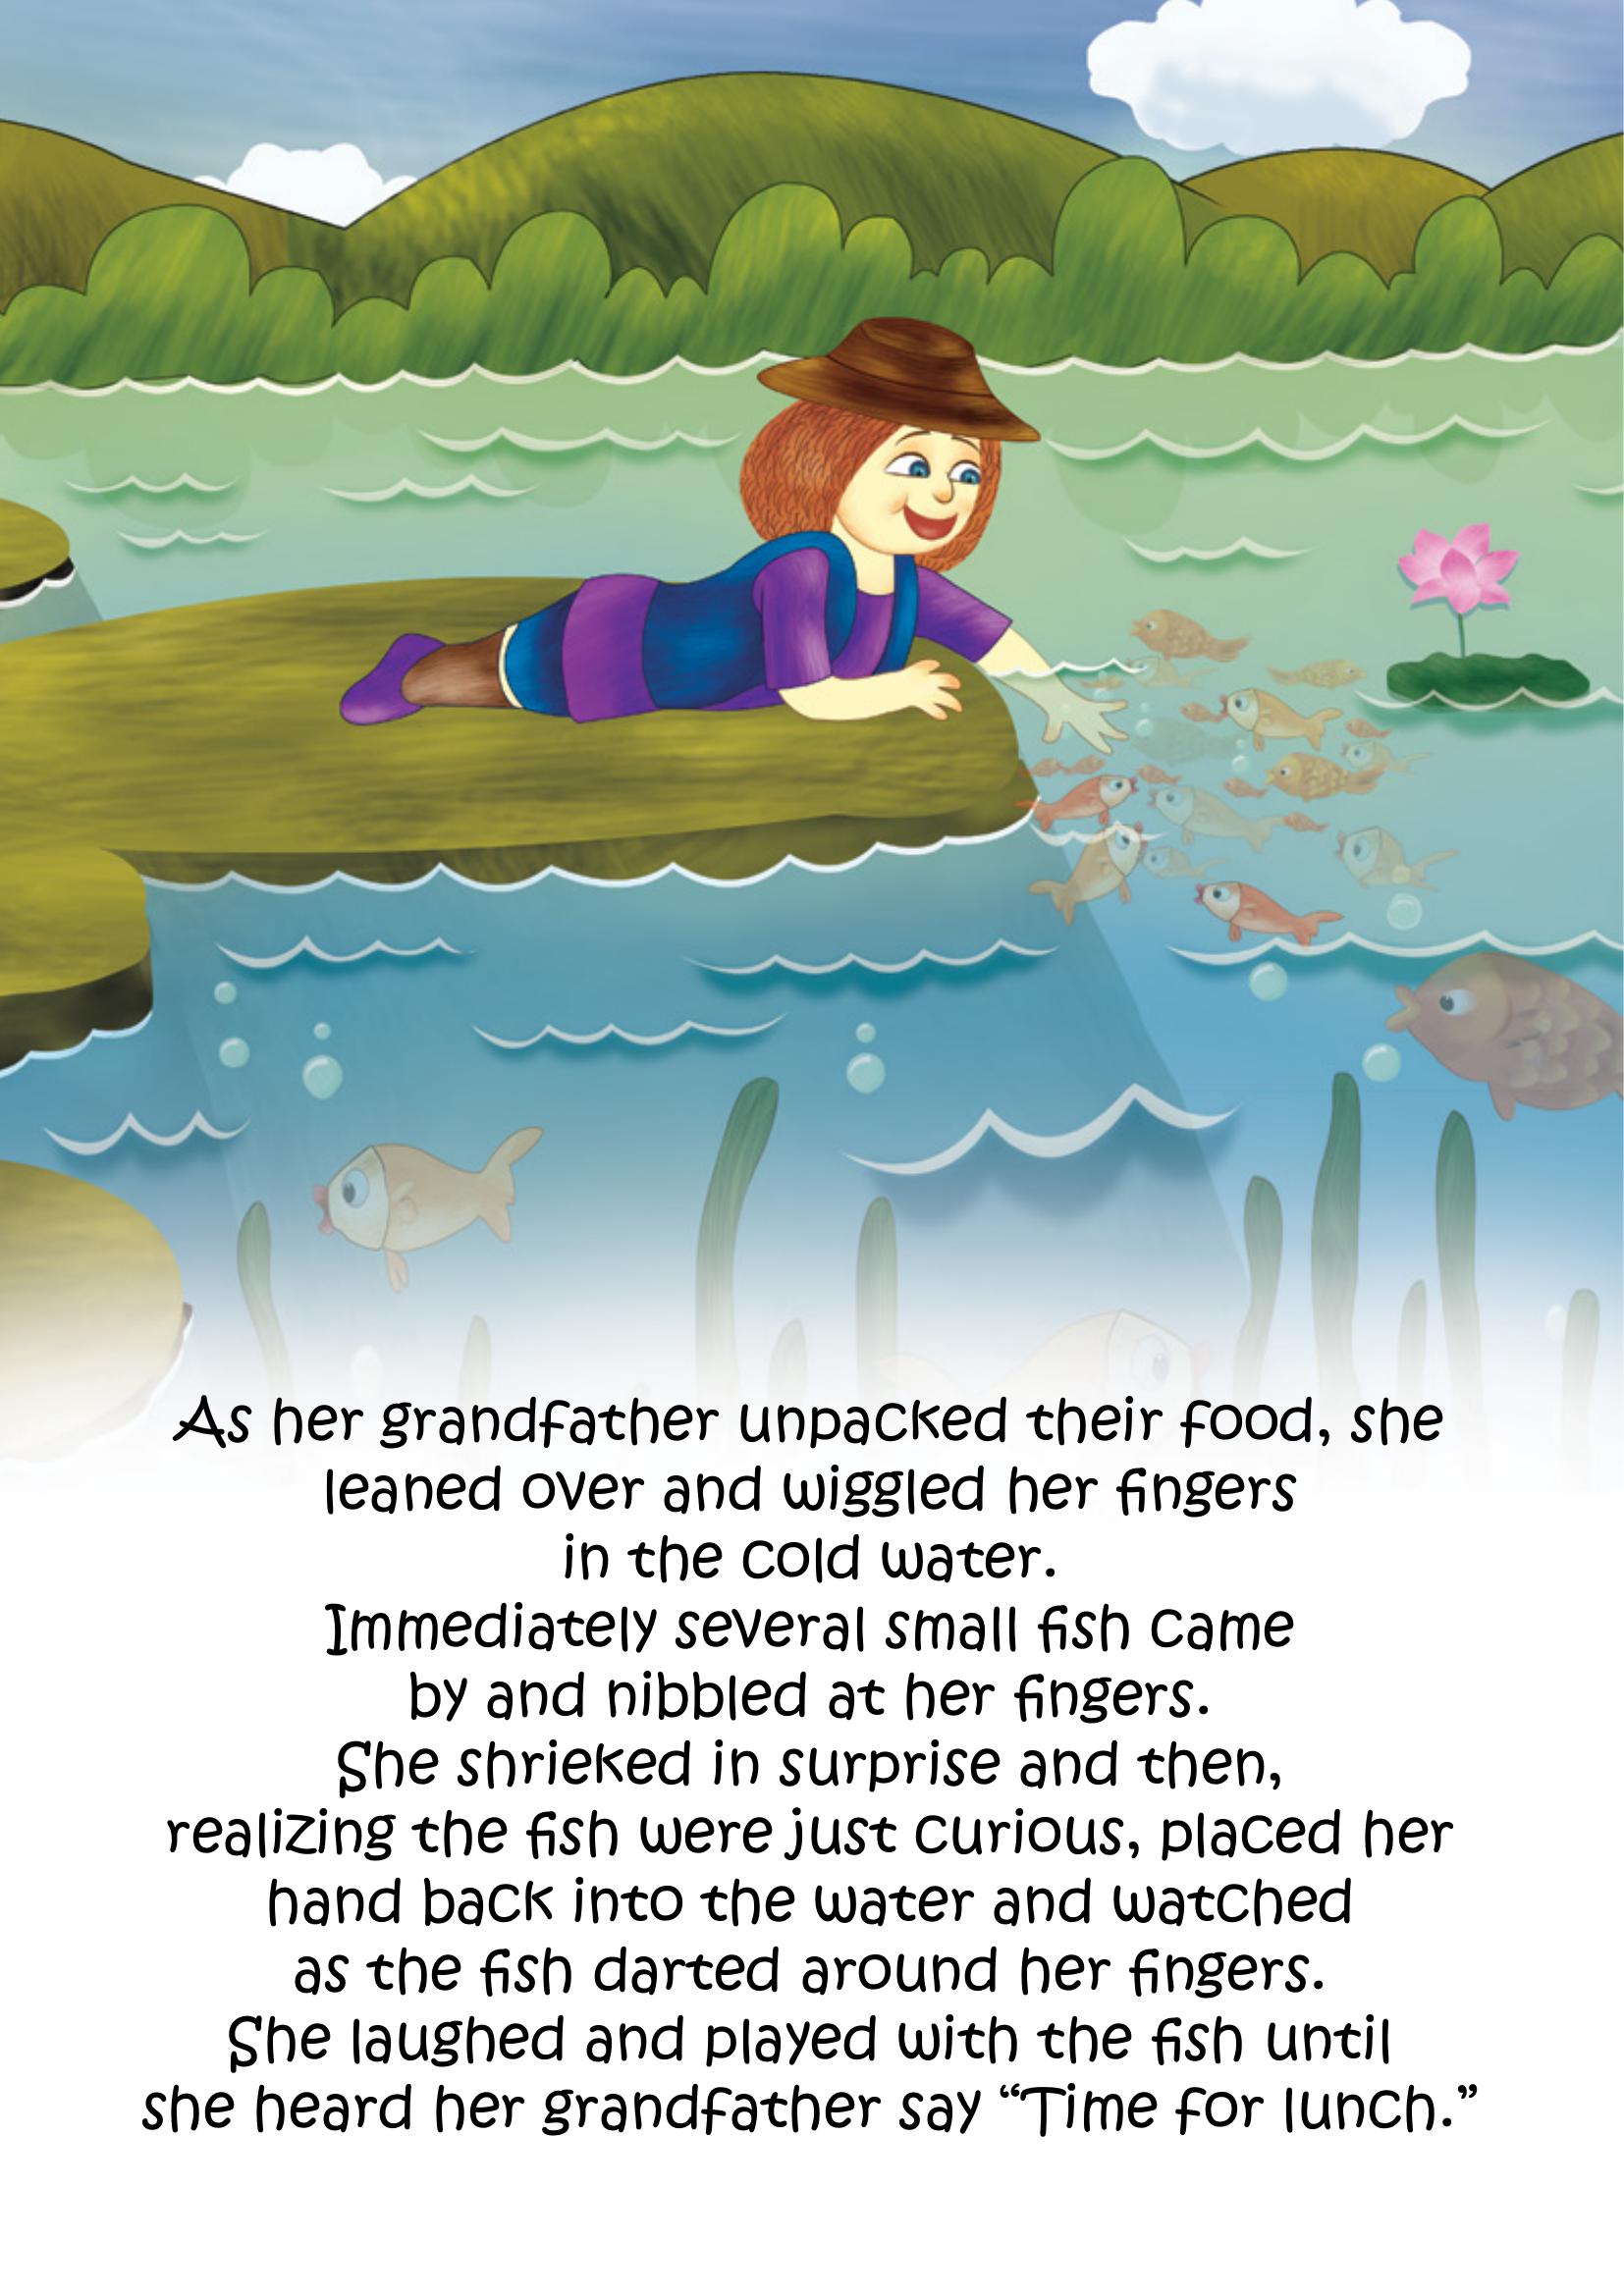 As her grandfather unpacked their food, she
leaned over and wiggled her fingers
in the cold water.
Immediately several small fish came
by and nibbled at her fingers.
She shrieked in surprise and then,
realizing the fish were just curious, placed her
hand back into the water and watched
as the fish darted around her fingers.
She laughed and played with the fish until
she heard her grandfather say “Time for lunch.”